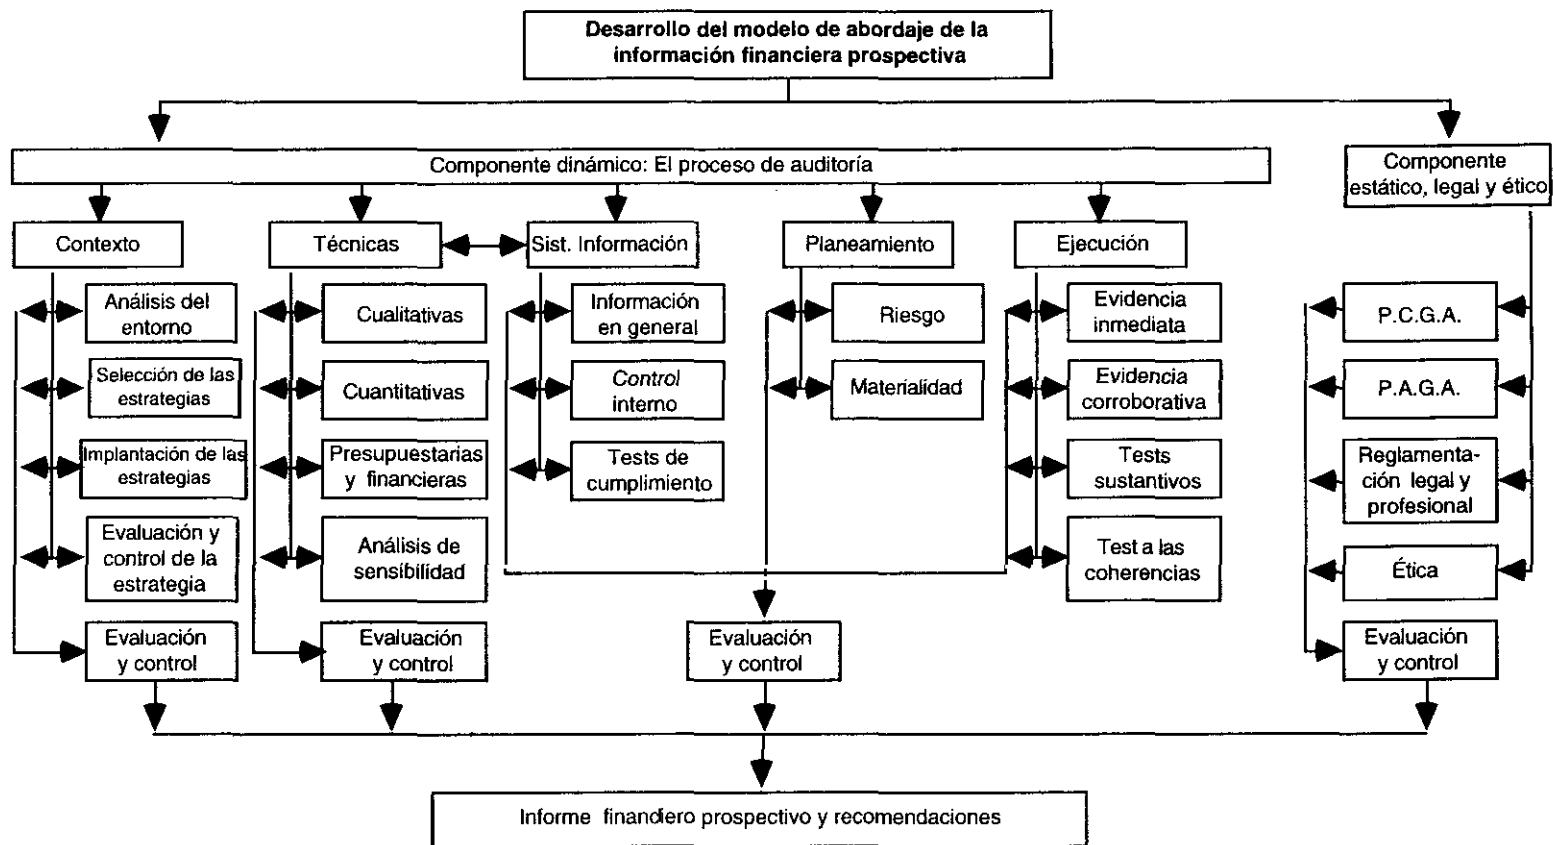 Desarrollo del modelo de abordaje de la
información financiera prospectiva
Componente dinámico: El proceso de auditoría
Componente
estático, legal y ético
Contexto
Técnicas
Sist. Información
Planeamiento
Ejecución
Análisis del
entorno
Selección de las
estrategias
Implantación de las
estrategias
Evaluación y
control de la
estrategia
Evaluación
y control
Cualitativas
Cuantitativas
Presupuestarias
y financieras
Análisis de
sensibilidad
Evaluación
y control
Información
en general
Control
interno
Tests de
cumplimiento
Riesgo
Materialidad
Evaluación
y control
Evidencia
inmediata
Evidencia
corroborativa
Tests
sustantivos
Test a las
coherencias
P.C.G.A.
P.A.G.A.
Reglamenta-
ción legal y
profesional
Ética
Evaluación
y control
Informe financiero prospectivo y recomendaciones